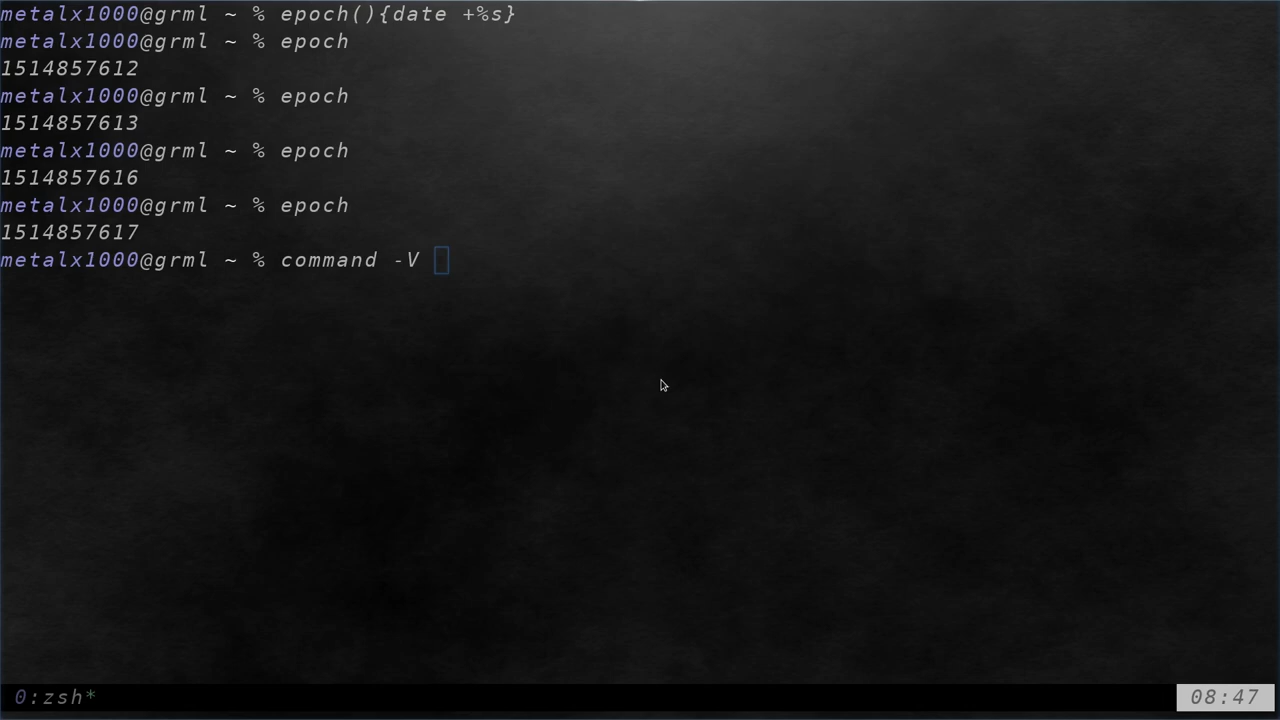 metalx1000@grml ~ % epoch(){date +%s}
metalx1000@grml ~ % epoch
1514857612
metalx1000@grml ~ % epoch
1514857613
metalx1000@grml ~ % epoch
1514857616
metalx1000@grml ~ % epoch
1514857617
metalx1000@grml ~ % command -V
0:zsh* 08:47